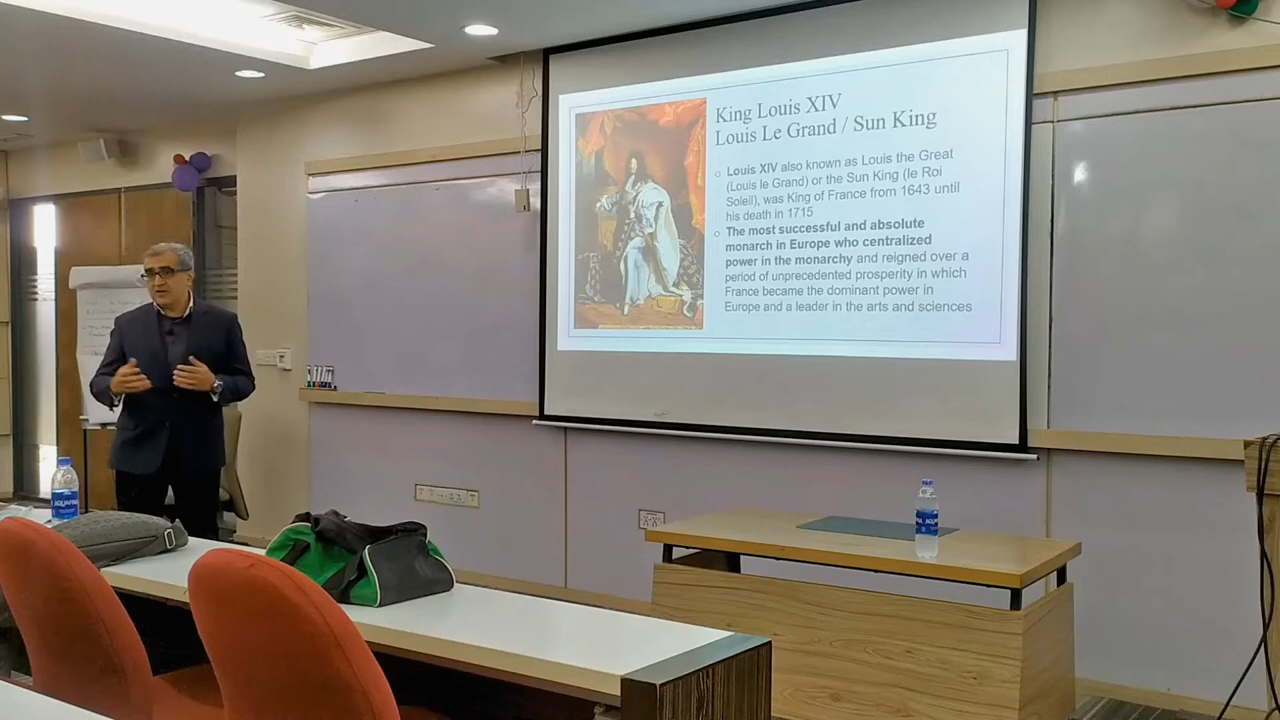 King Louis XIV
Louis Le Grand / Sun King
Louis XIV also known as Louis the Great
(Louis le Grand) or the Sun King (le Roi
Soleil), was King of France from 1643 until
his death in 1715
The most successful and absolute
monarch in Europe who centralized
power in the monarchy and reigned over a
period of unprecedented prosperity in which
France became the dominant power in
Europe and a leader in the arts and sciences
AQUAFINA